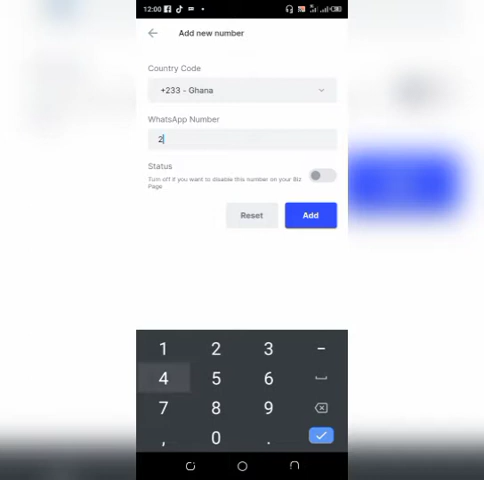 12:00
Add new number
Country Code
+233 - Ghana
WhatsApp Number
2
Status
Turn off if you want to disable this number on your Biz
Page
Reset
Add
1 2 3 -
4 5 6
7 8 9
, 0 .